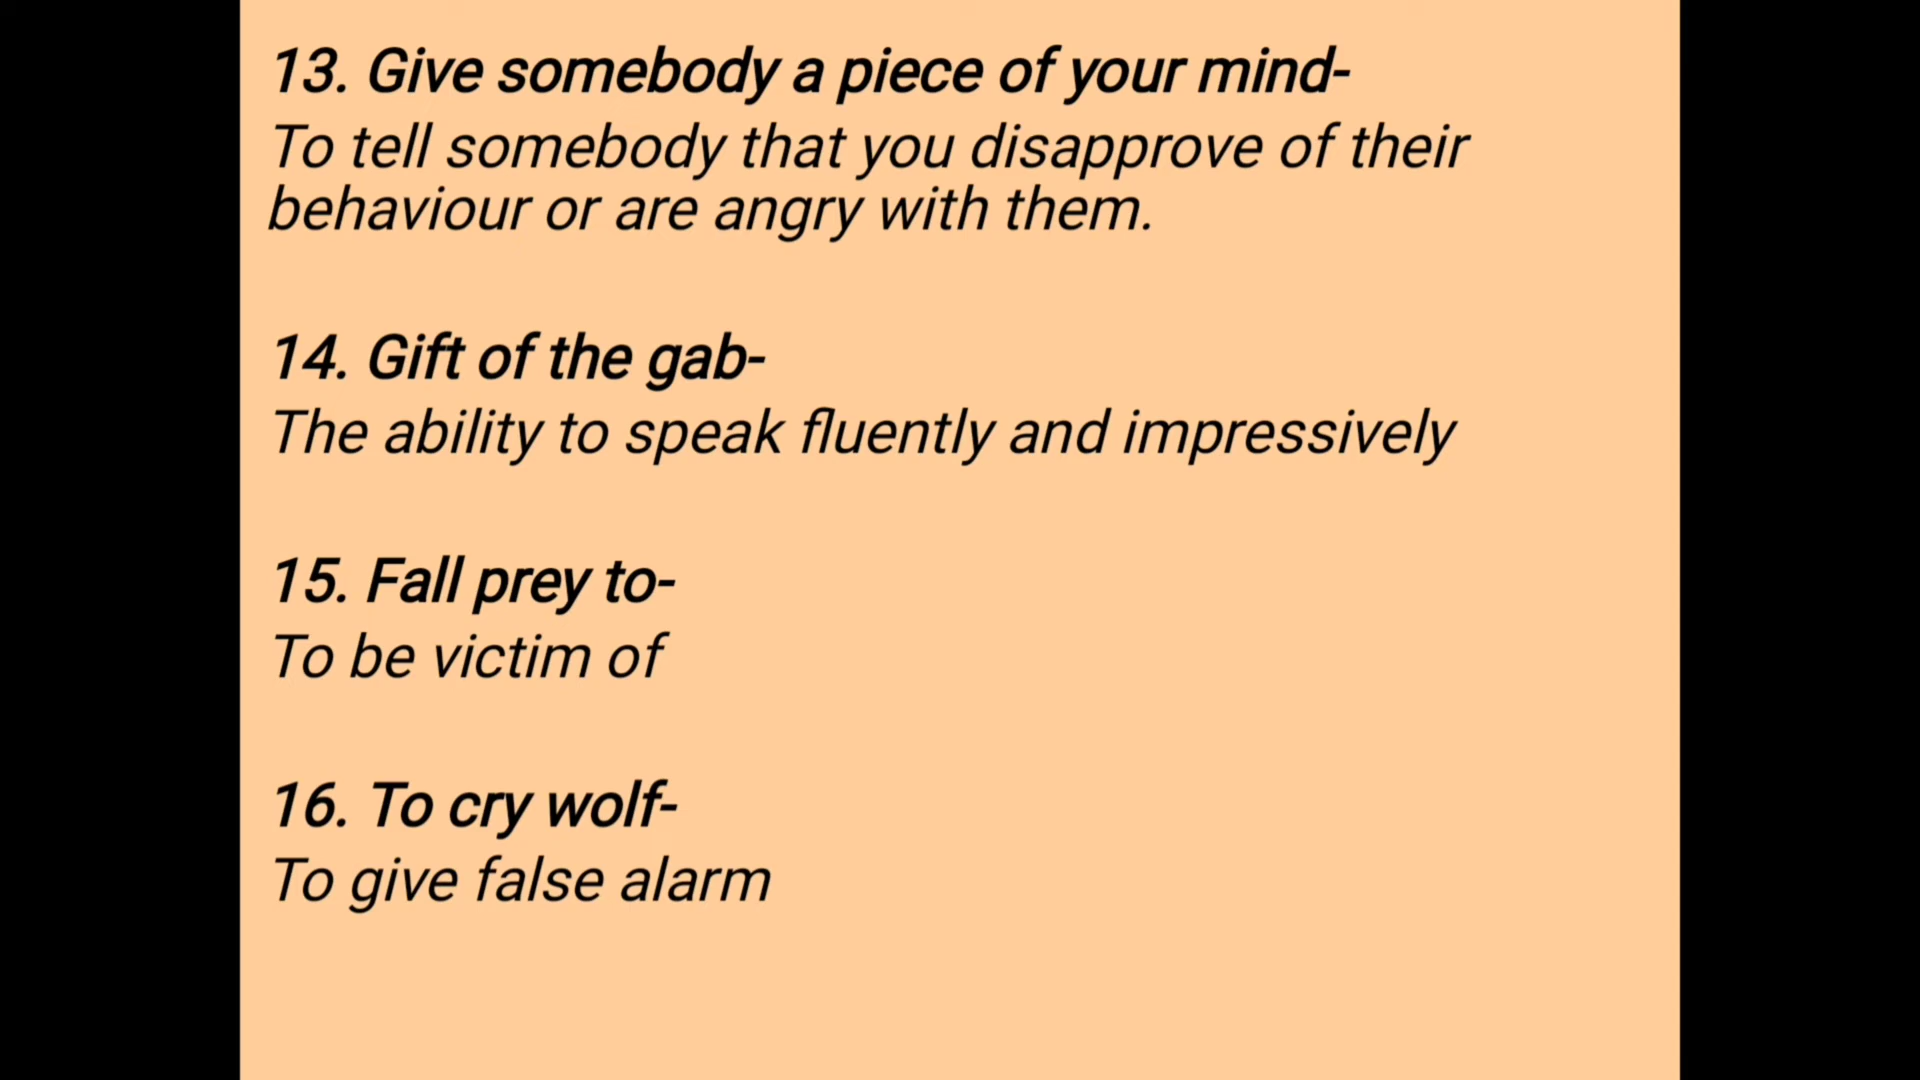 13. Give somebody a piece of your mind-
To tell somebody that you disapprove of their
behaviour or are angry with them.
14. Gift of the gab-
The ability to speak fluently and impressively
15. Fall prey to-
To be victim of
16. To cry wolf-
To give false alarm